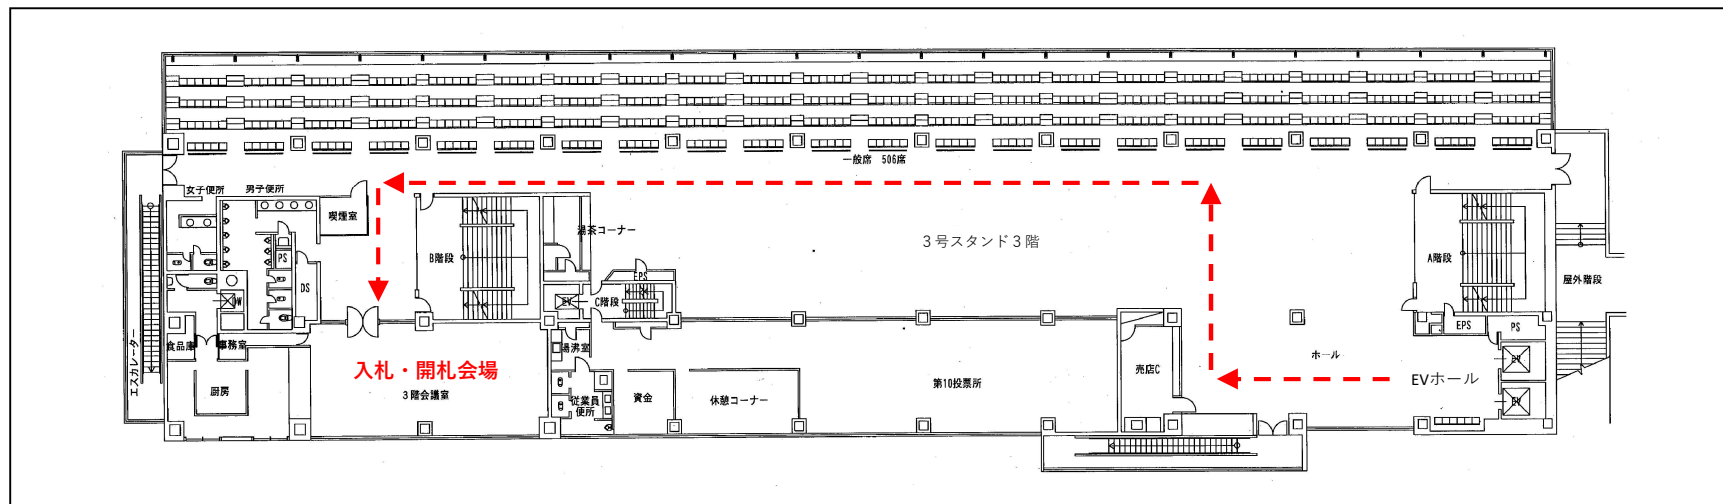 一般席 506席
女子便所
男子便所
喫煙室
湯茶コーナー
3号スタンド3階
B階段
A階段
PS
EPS
屋外階段
DS
DW
EV
C階段
EPS
PS
エスカレーター
食品庫
事務室
湯沸室
ホール
EV
入札・開札会場
EVホール
3階会議室
厨房
従業員
便所
資金
休憩コーナー
第10投票所
売店C
EV